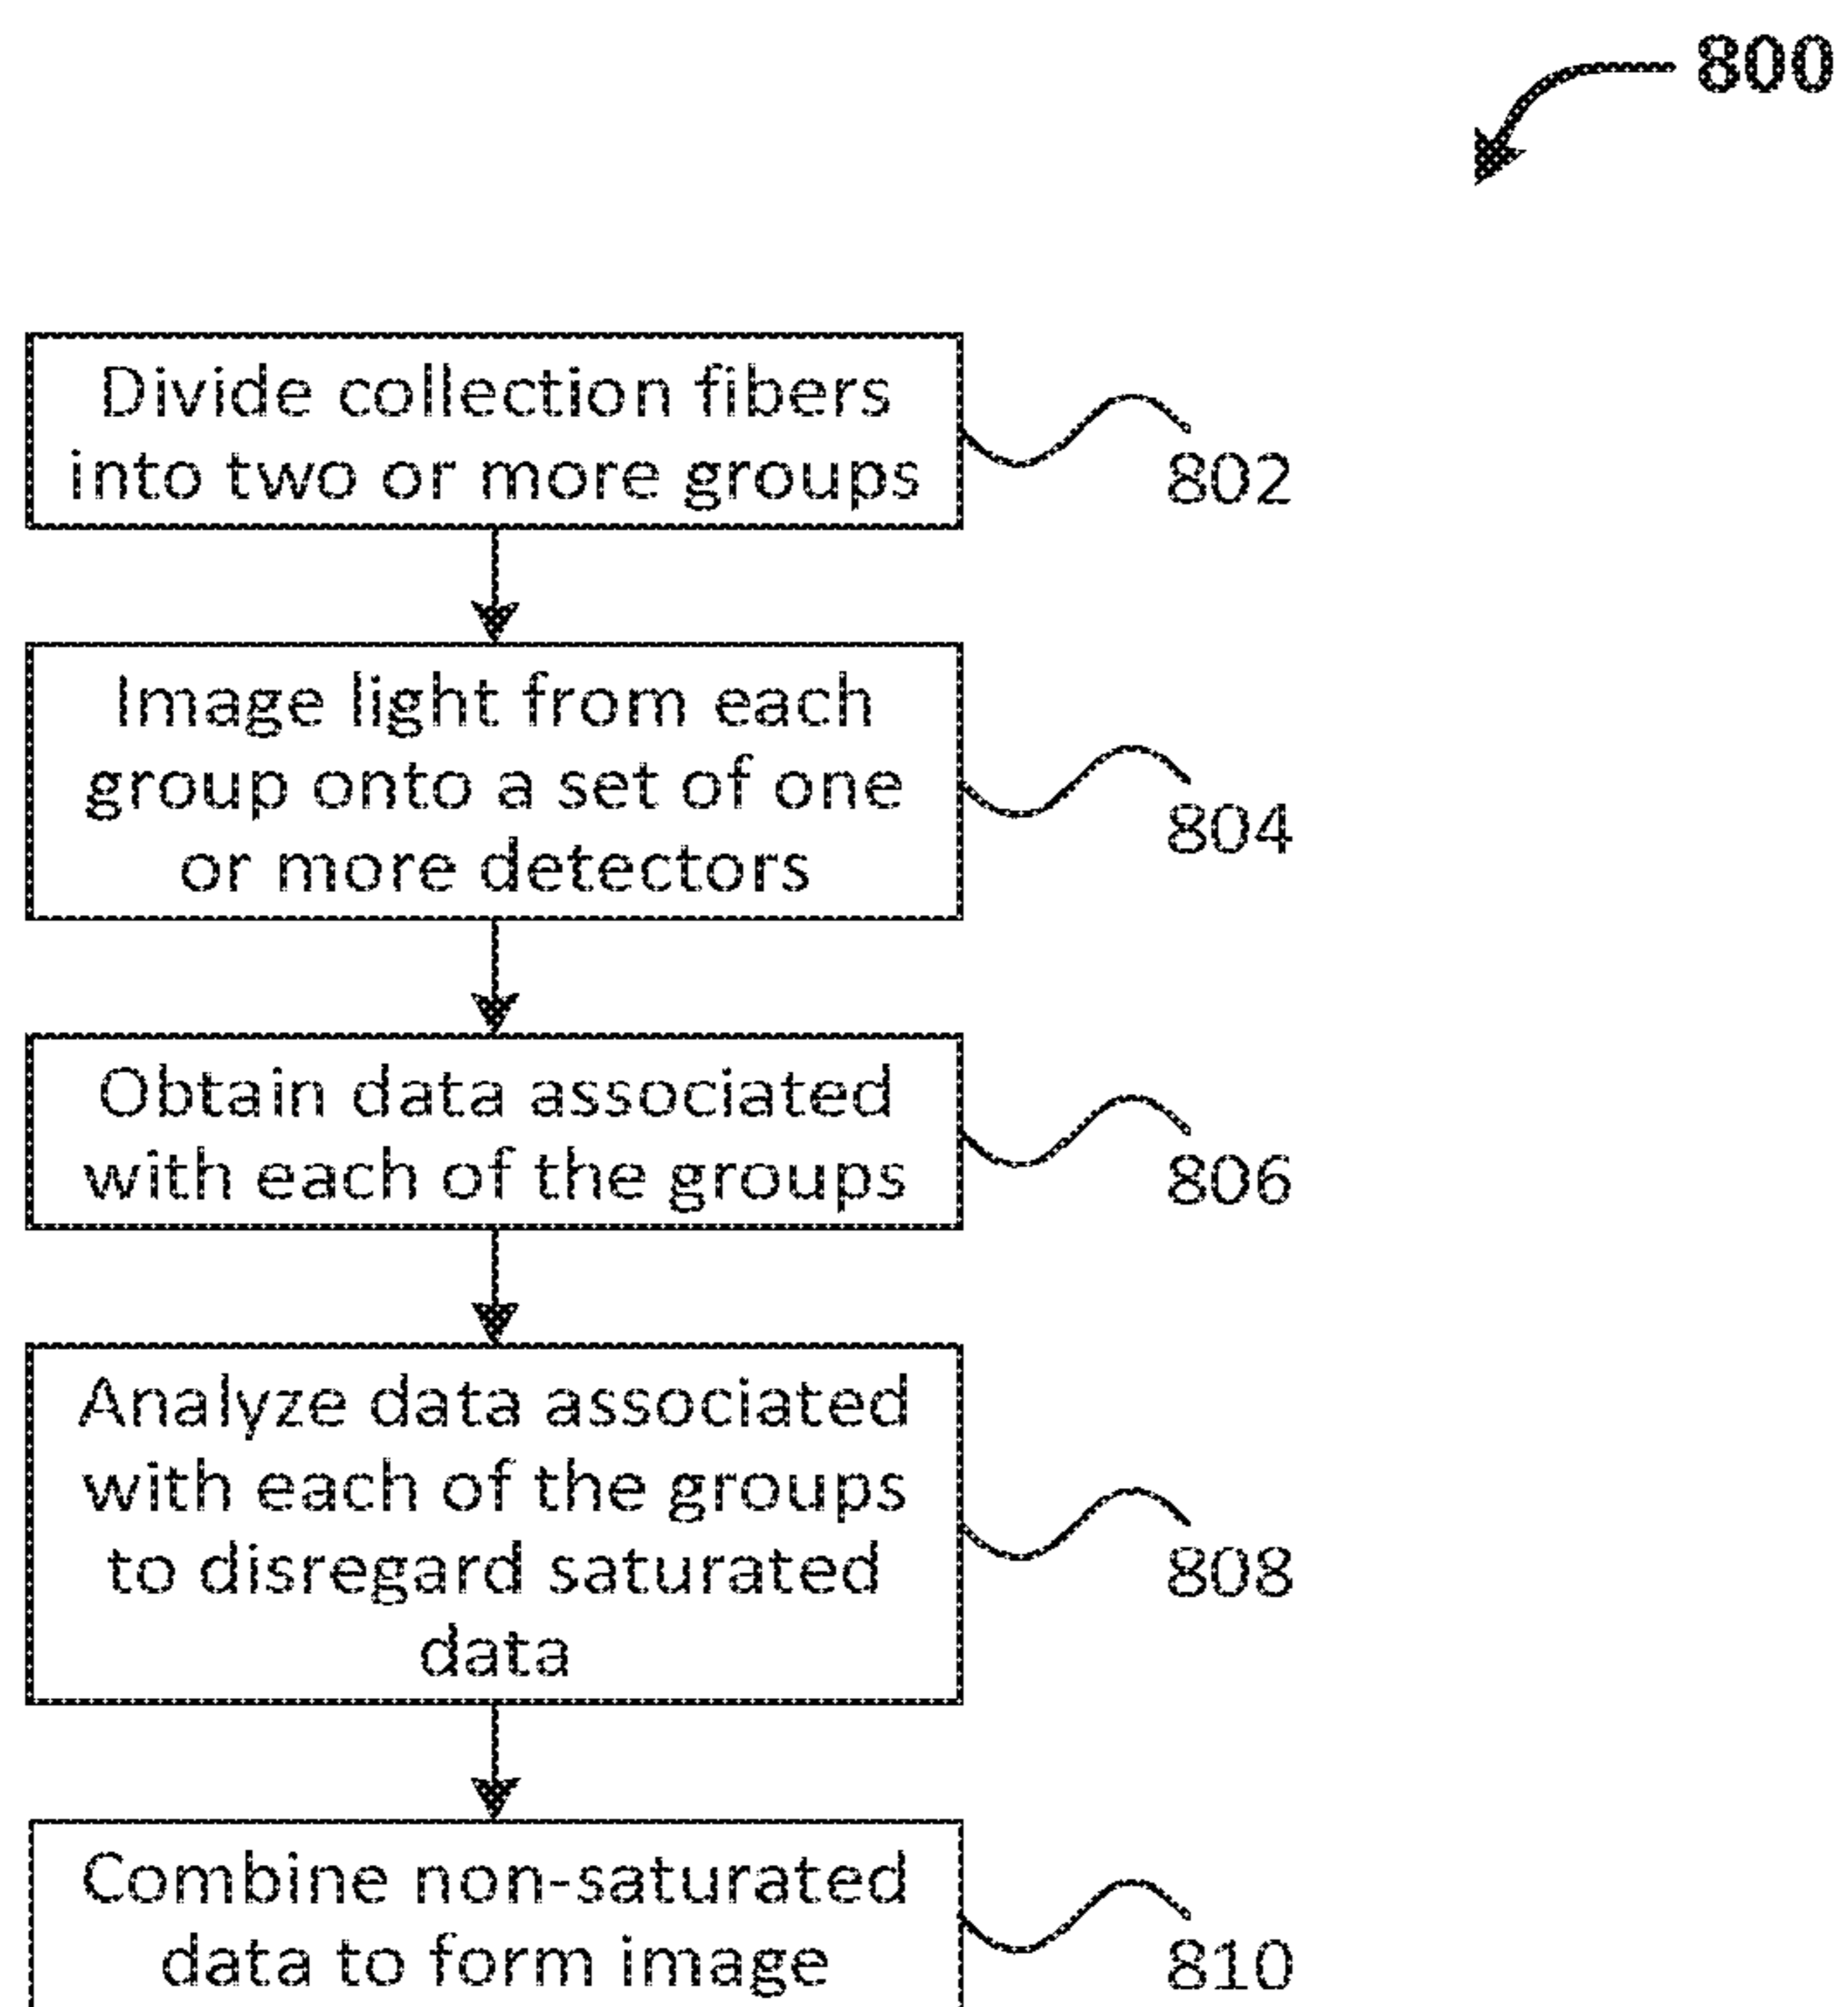 800
Divide collection fibers
into two or more groups
802
Image light from each
group onto a set of one
or more detectors
804
Obtain data associated
with each of the groups
806
Analyze data associated
with each of the groups
to disregard saturated
data
808
Combine non-saturated
data to form image
810